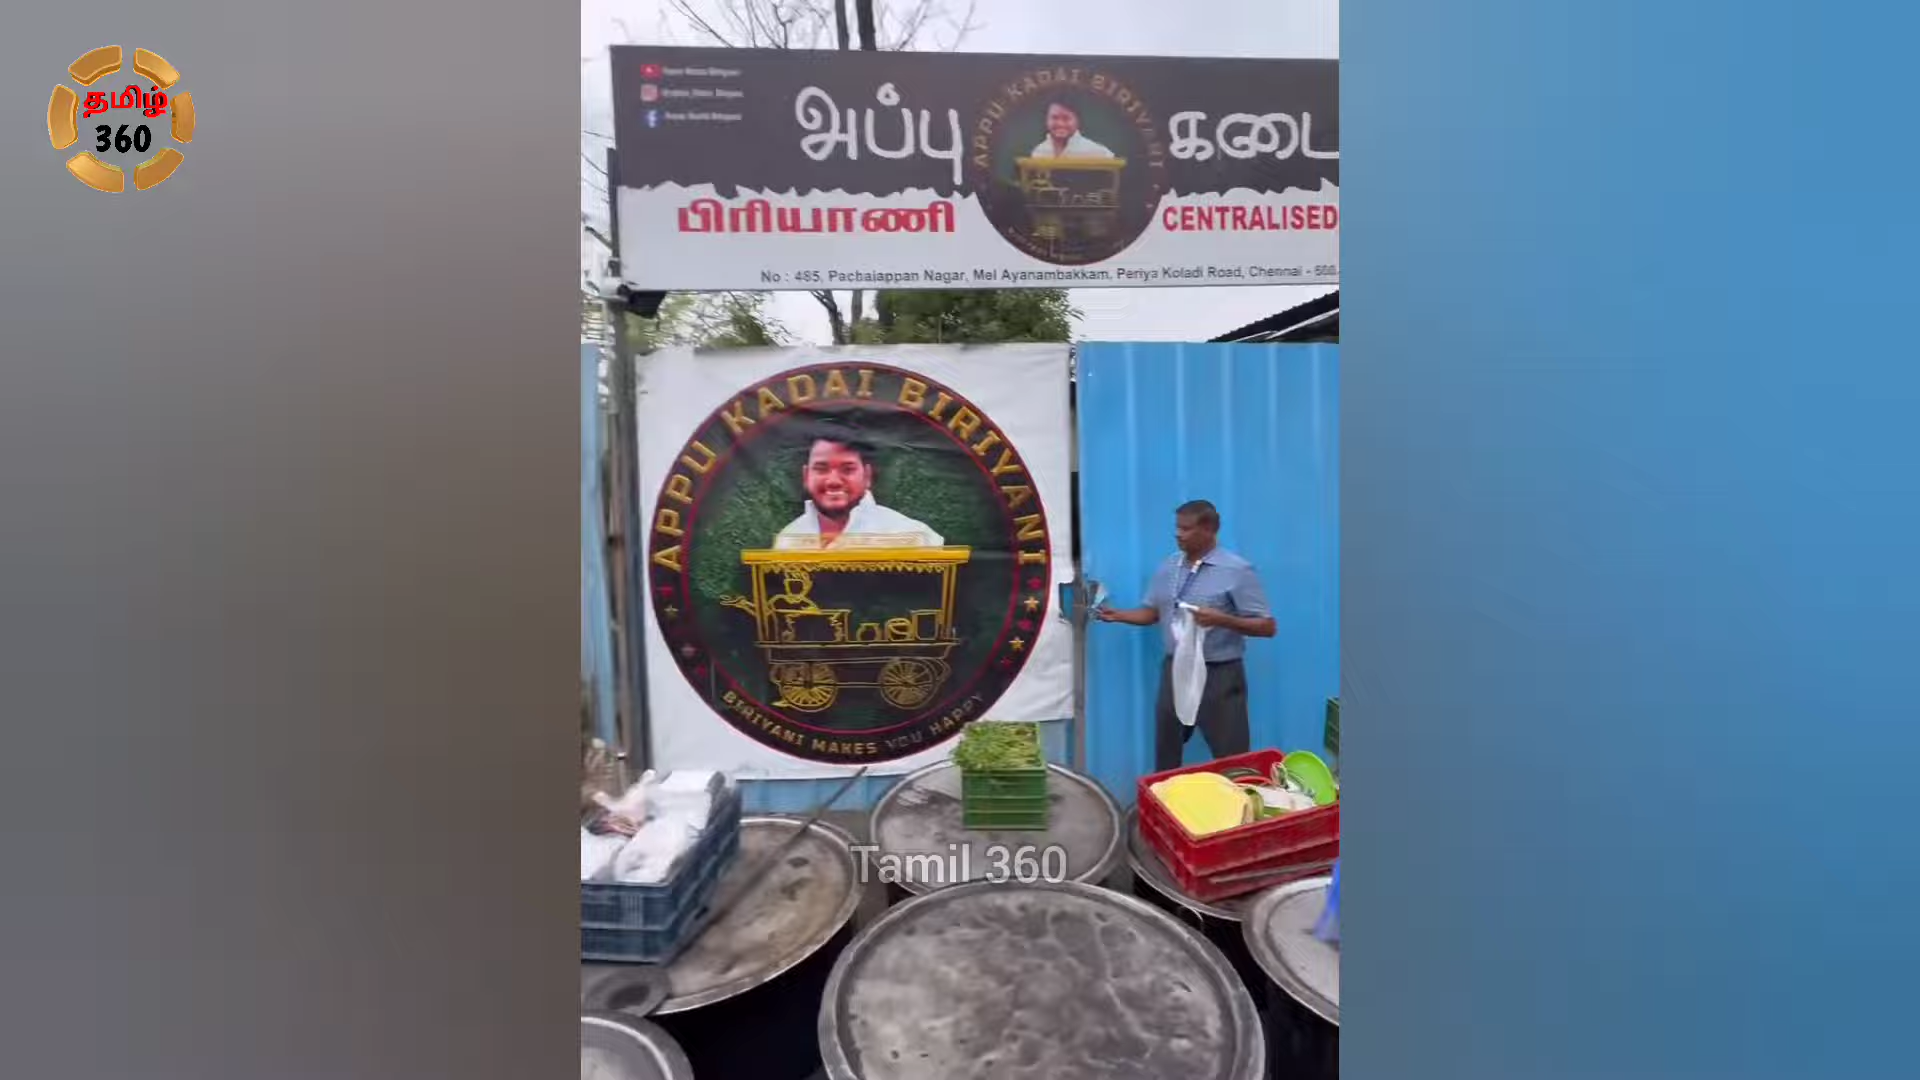 தமிழ்
360
அப்பு
கடை
APPU KADAI BIRIYANI
பிரியாணி
CENTRALISED
No : 485, Pachaiappan Nagar, Mel Ayanambakkam, Periya Koladi Road, Chennai -
APPU KADAI BIRIYANI
BIRIYANI MAKES YOU HAPPY
Tamil 360